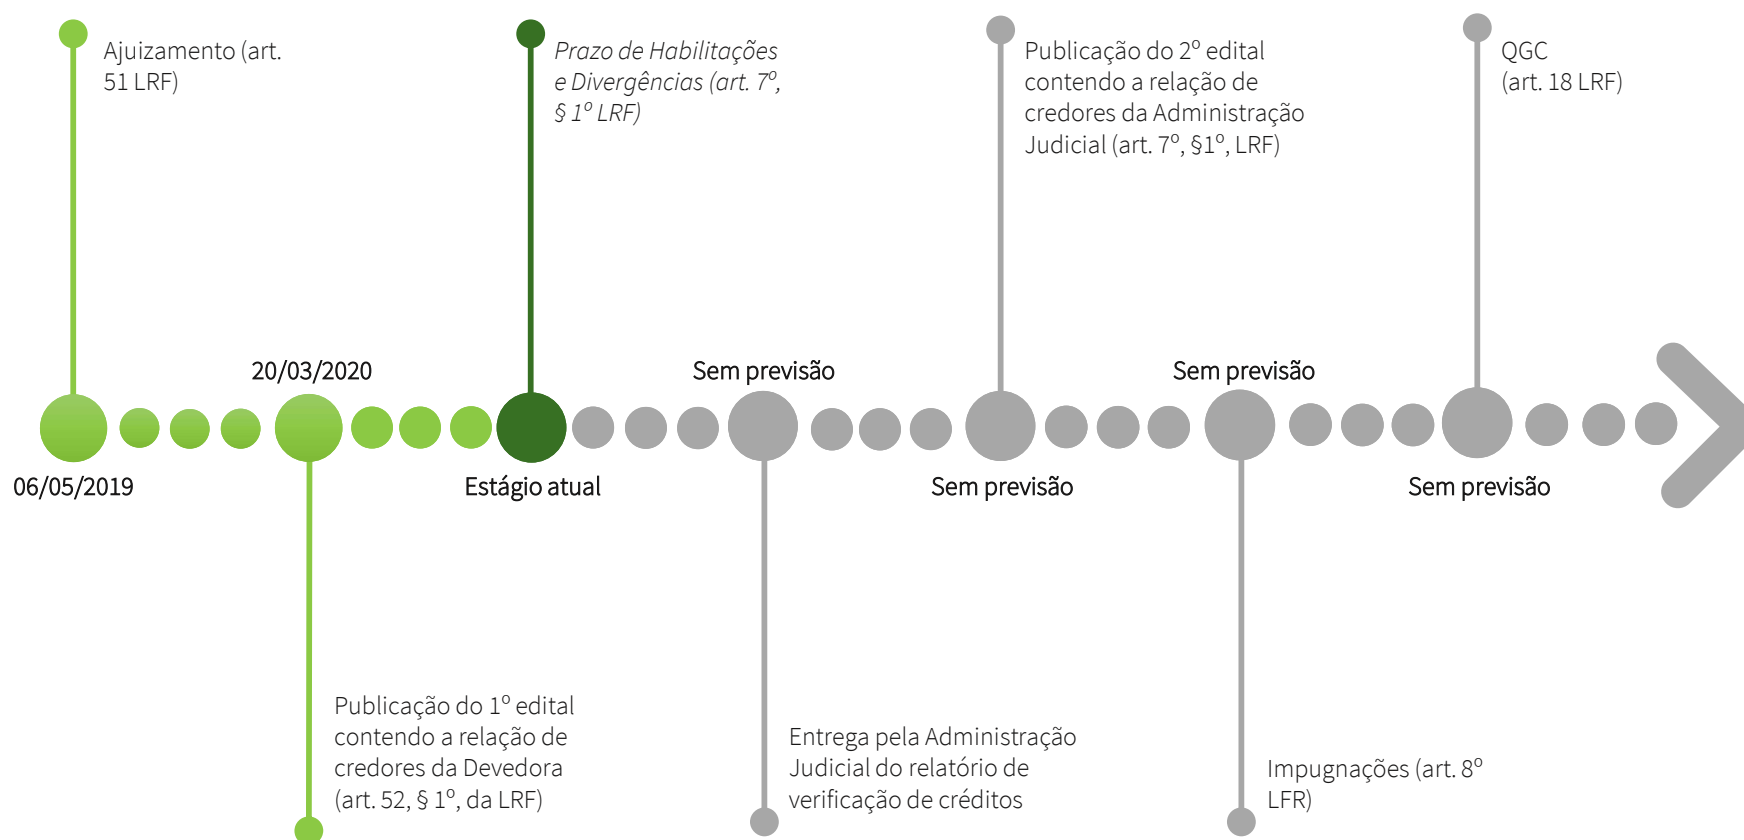 Ajuizamento (art.
51 LRF)
Prazo de Habilitações
e Divergências (art. 7º,
§ 1º LRF)
Publicação do 2º edital
contendo a relação de
credores da Administração
Judicial (art. 7º, §1º, LRF)
QGC
(art. 18 LRF)
20/03/2020
Sem previsão
Sem previsão
06/05/2019
Estágio atual
Sem previsão
Sem previsão
Publicação do 1º edital
contendo a relação de
credores da Devedora
(art. 52, § 1º, da LRF)
Entrega pela Administração
Judicial do relatório de
verificação de créditos
Impugnações (art. 8º
LFR)